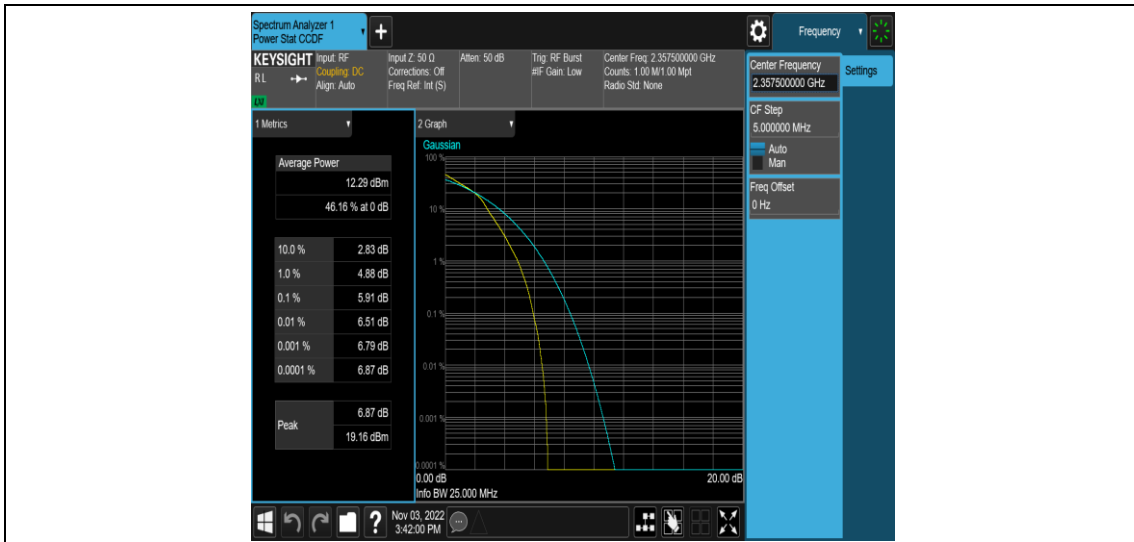 Spectrum Analyzer 1
Power Stat CCDF
Frequency
KEYSIGHT
RL
Input: RF
Coupling: DC
Align: Auto
Input Z: 50 Ω
Corrections: Off
Freq Ref: Int (S)
Atten: 50 dB
Trig: RF Burst
#IF Gain: Low
Center Freq: 2.357500000 GHz
Counts: 1.00 M/1.00 Mpt
Radio Std: None
Center Frequency
2.357500000 GHz
Settings
CF Step
5.000000 MHz
Auto
Man
Freq Offset
0 Hz
1 Metrics
Average Power
12.29 dBm
46.16 % at 0 dB
10.0 % 2.83 dB
1.0 % 4.88 dB
0.1 % 5.91 dB
0.01 % 6.51 dB
0.001 % 6.79 dB
0.0001 % 6.87 dB
Peak
6.87 dB
19.16 dBm
2 Graph
Gaussian
100 %
10 %
1 %
0.1 %
0.01 %
0.001 %
0.0001 %
0.00 dB 20.00 dB
Info BW 25.000 MHz
?
Nov 03, 2022
3:42:00 PM